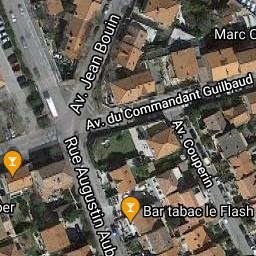 Marc C
Av. Jean Bouin
Av. du Commandant Guilbaud
Av. Couperin
Rue Augustin Aub
per
Bar tabac le Flash